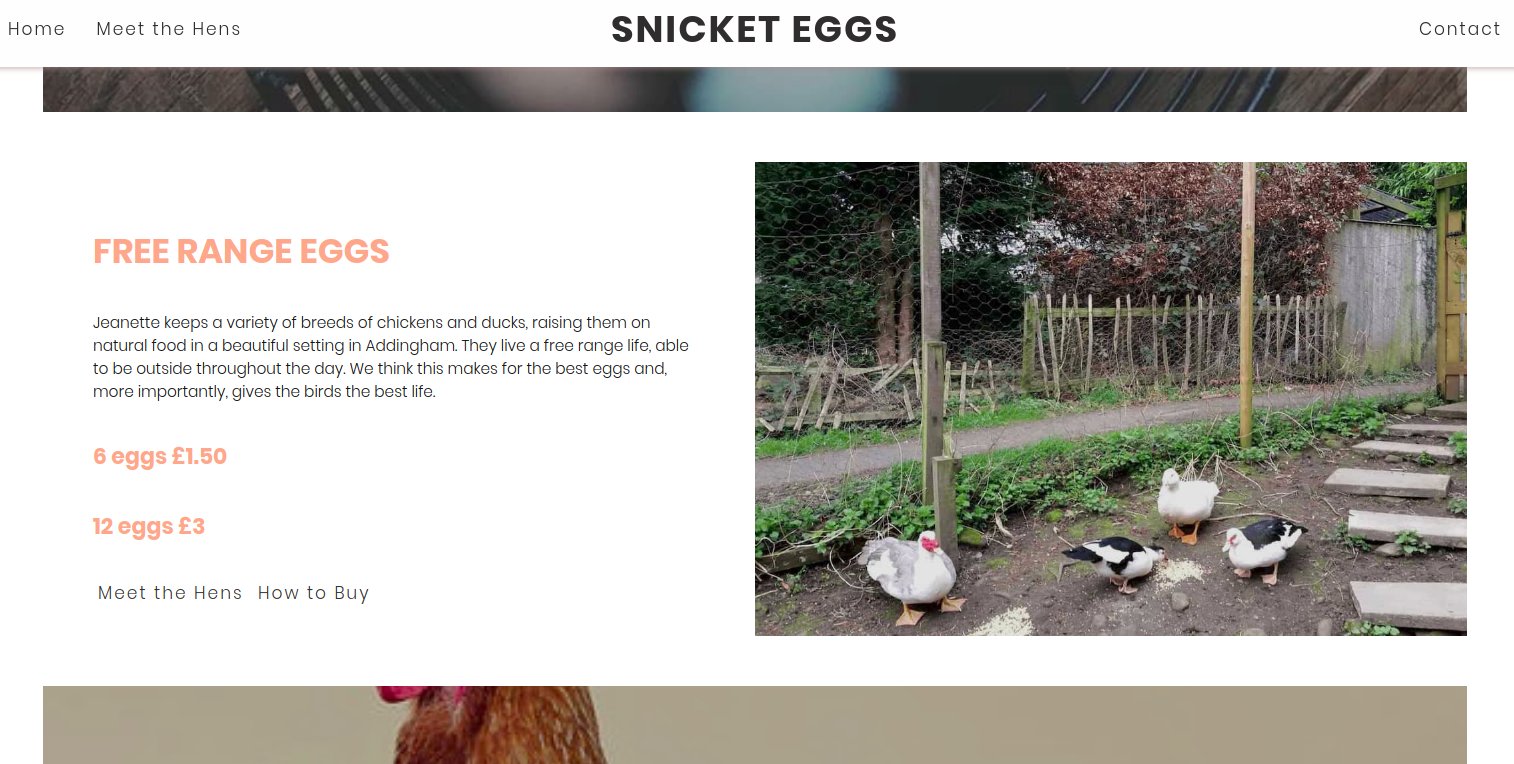 Home Meet the Hens SNICKET EGGS Contact
FREE RANGE EGGS
Jeanette keeps a variety of breeds of chickens and ducks, raising them on
natural food in a beautiful setting in Addingham. They live a free range life, able
to be outside throughout the day. We think this makes for the best eggs and,
more importantly, gives the birds the best life.
6 eggs £1.50
12 eggs £3
Meet the Hens How to Buy